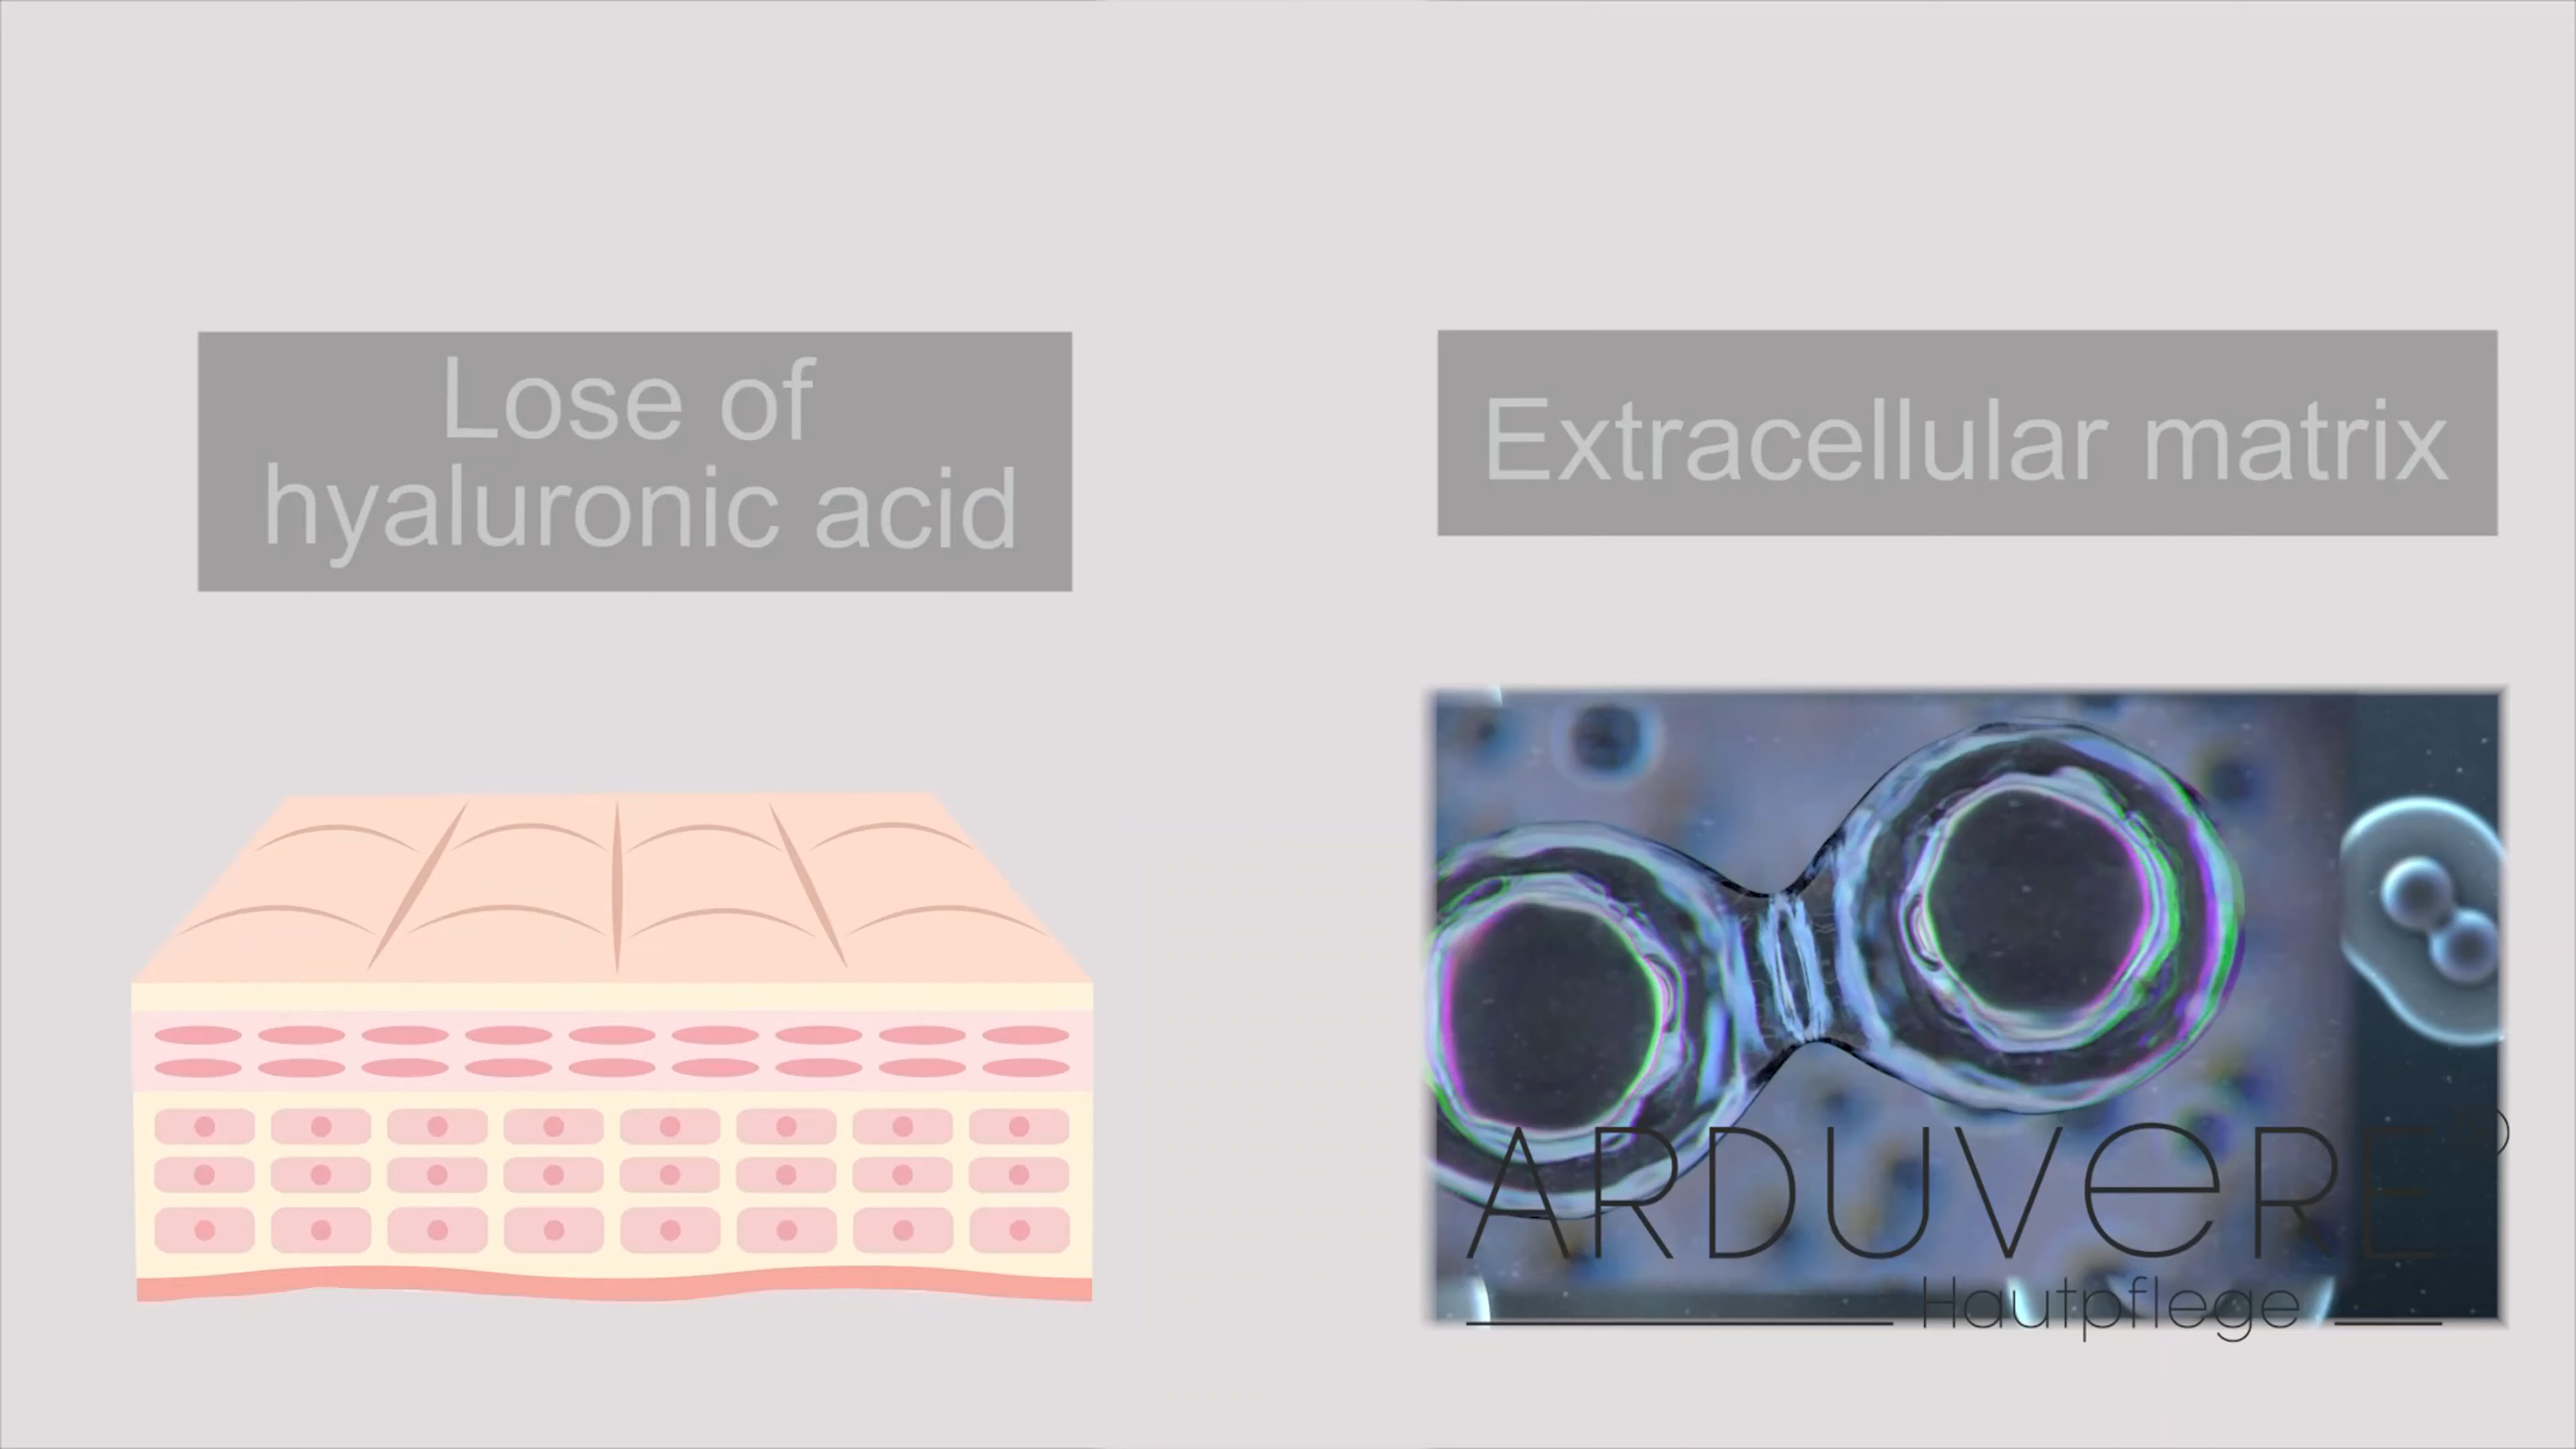 Lose of
hyaluronic acid
Extracellular matrix
ARDUVeRE
Hautpflege